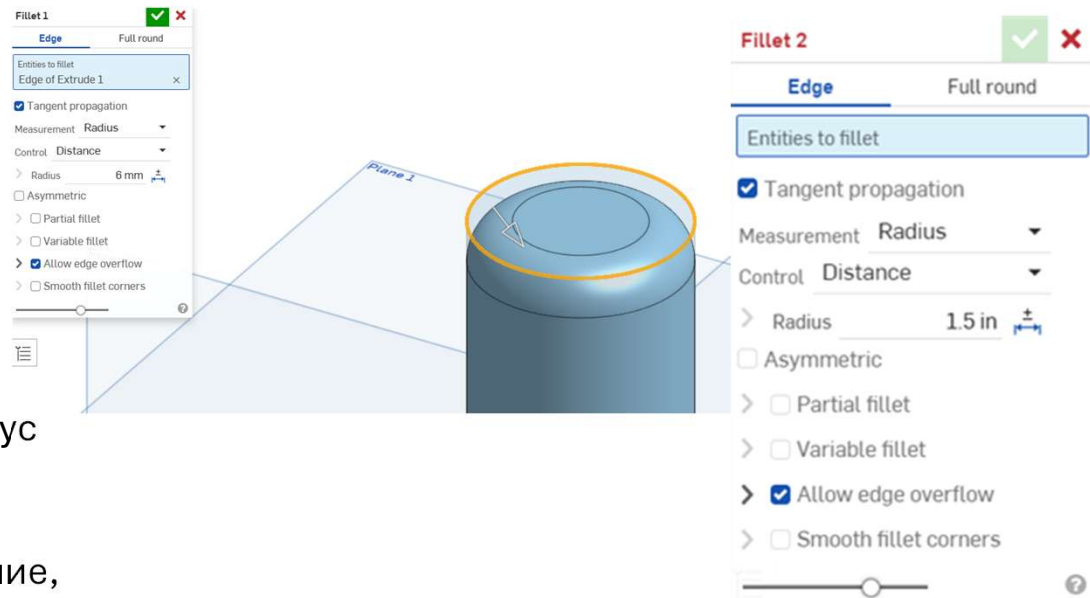 Fillet 1
Edge Full round
Entities to fillet
Edge of Extrude 1 ×
Tangent propagation
Measurement Radius
Control Distance
Radius 6 mm
Asymmetric
Partial fillet
Variable fillet
Allow edge overflow
Smooth fillet corners
Plane 1
Fillet 2
Edge Full round
Entities to fillet
Tangent propagation
Measurement Radius
Control Distance
Radius 1.5 in
Asymmetric
Partial fillet
Variable fillet
Allow edge overflow
Smooth fillet corners